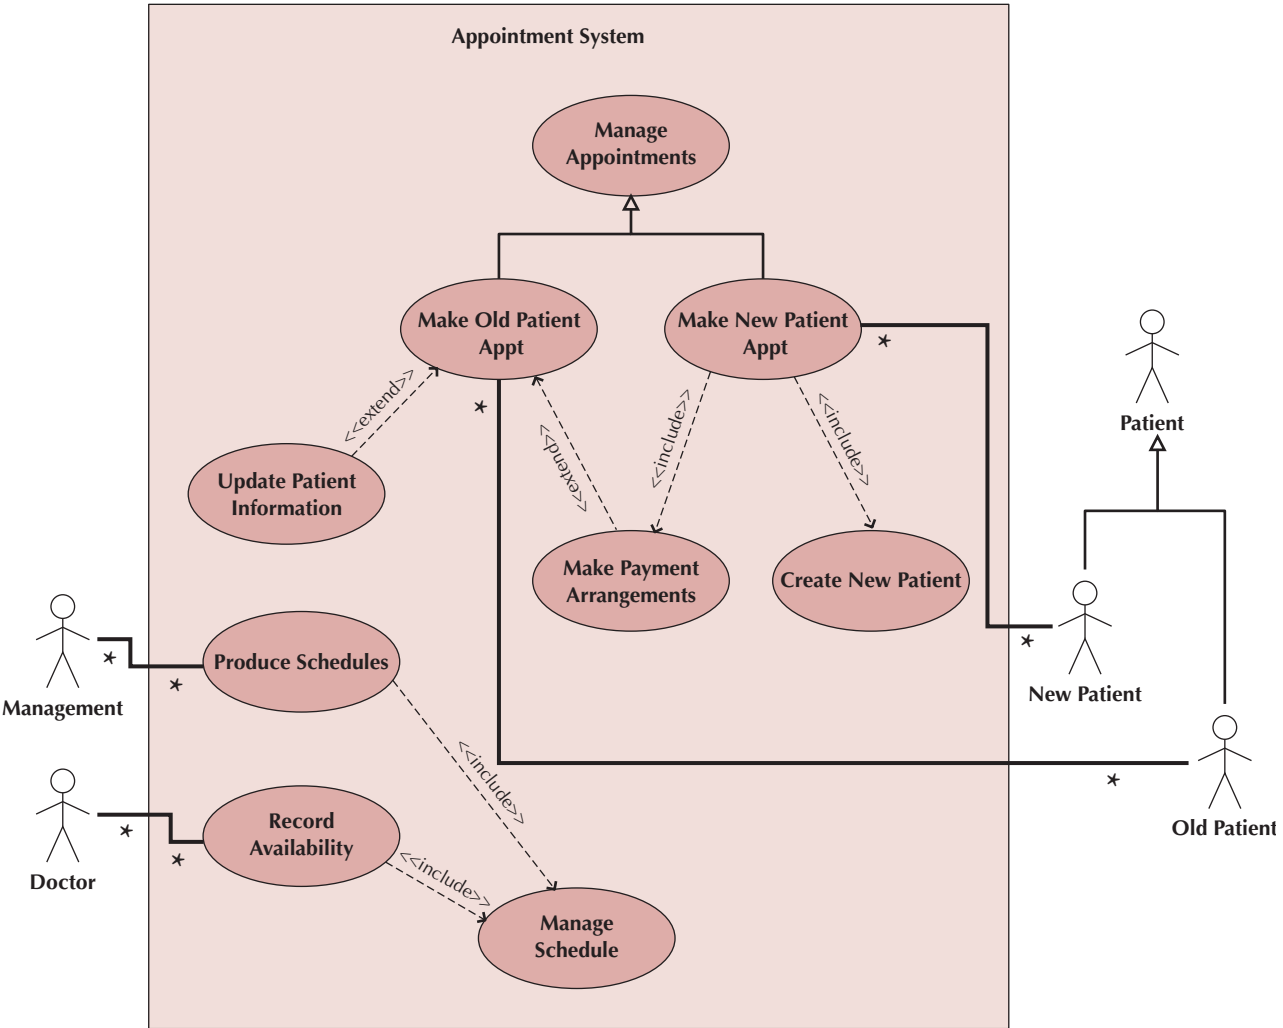 Appointment System
Manage
Appointments
Make Old Patient
Appt
Make New Patient
Appt
*
*
Patient
<<extend>>
<<extend>>
<<include>>
<<include>>
Update Patient
Information
Make Payment
Arrangements
Create New Patient
*
New Patient
Management
*
*
Produce Schedules
<<include>>
*
Old Patient
Doctor
*
*
Record
Availability
<<include>>
Manage
Schedule